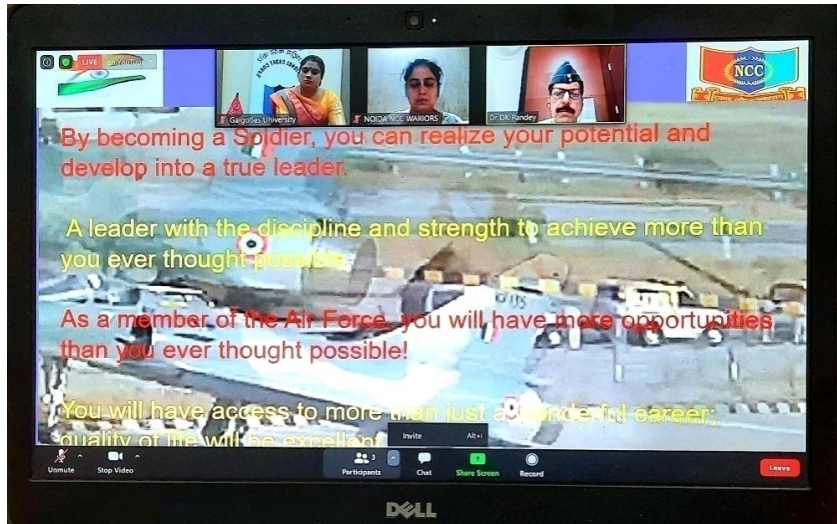 LIVE on YouTube
Galgotias University
NOIDA NCC WARIORS
Dr DK Pandey
NCC
By becoming a Soldier, you can realize your potential and
develop into a true leader.
A leader with the discipline and strength to achieve more than
you ever thought possible.
As a member of the Air Force, you will have more opportunities
than you ever thought possible!
You will have access to more than just a wonderful career;
quality of life will be excellent
Invite Alt+I
Unmute
Stop Video
Participants
3
Chat
Share Screen
Record
Leave
DELL